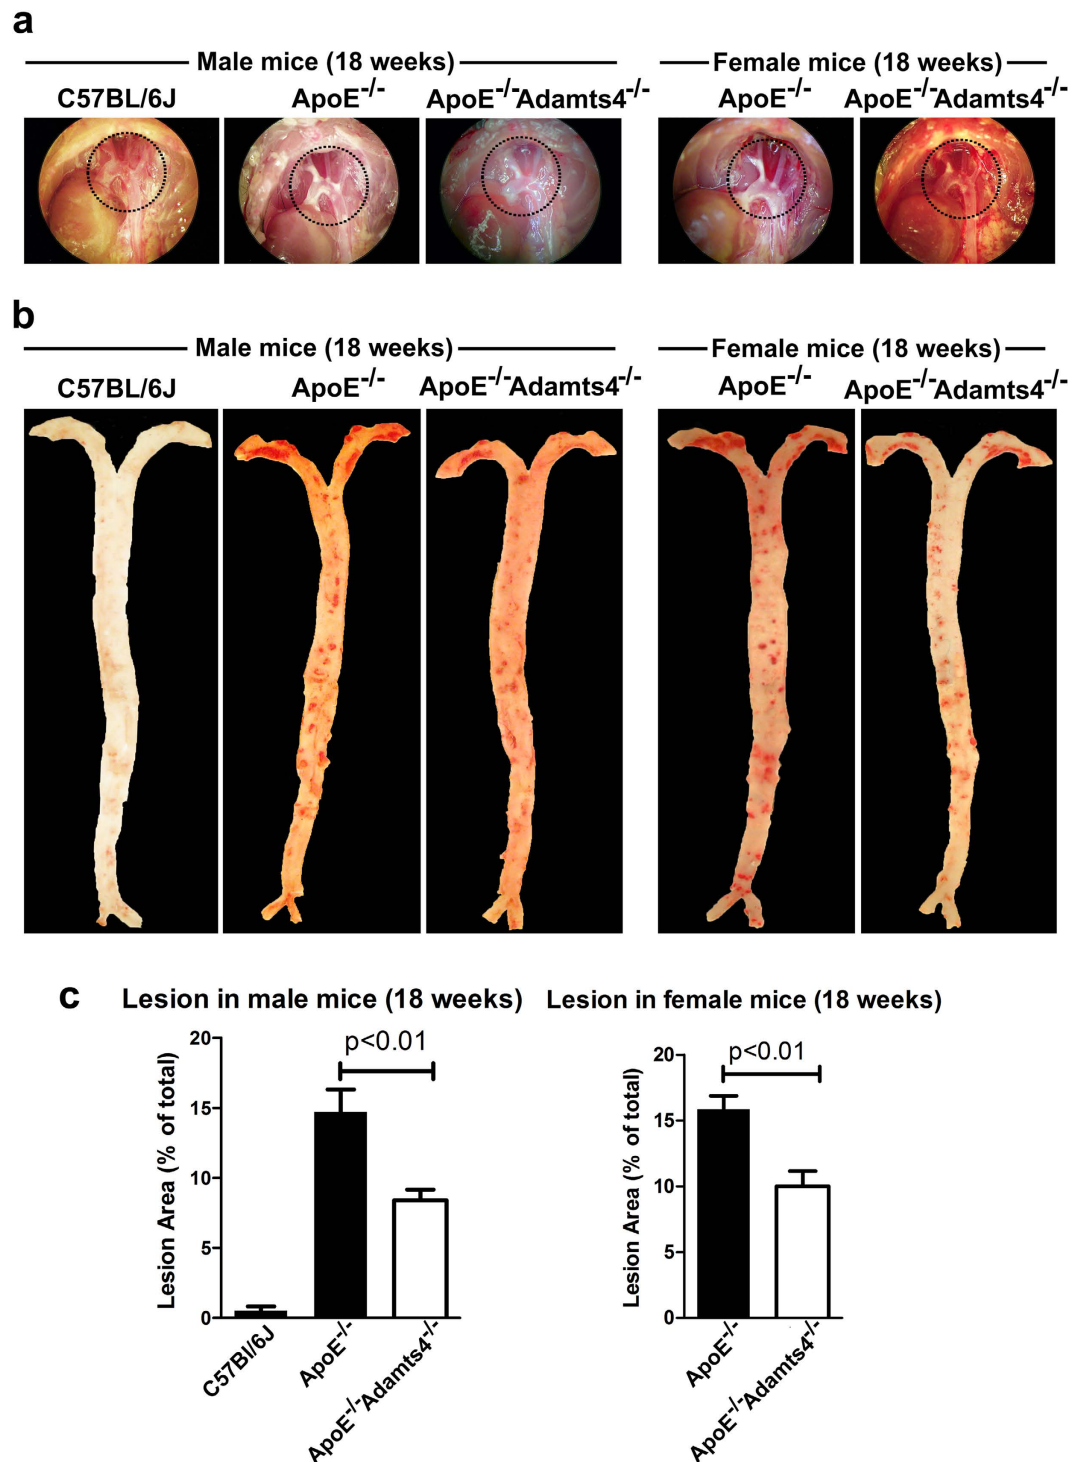 a
Male mice (18 weeks)
Female mice (18 weeks)
C57BL/6J
ApoE-/-
ApoE-/-Adamts4-/-
ApoE-/-
ApoE-/-Adamts4-/-
b
Male mice (18 weeks)
Female mice (18 weeks)
C57BL/6J
ApoE-/-
ApoE-/-Adamts4-/-
ApoE-/-
ApoE-/-Adamts4-/-
c
Lesion in male mice (18 weeks)
Lesion Area (% of total)
20
15
10
5
0
p<0.01
C57Bl/6J
ApoE-/-
ApoE-/-Adamts4-/-
Lesion in female mice (18 weeks)
Lesion Area (% of total)
20
15
10
5
0
p<0.01
ApoE-/-
ApoE-/-Adamts4-/-